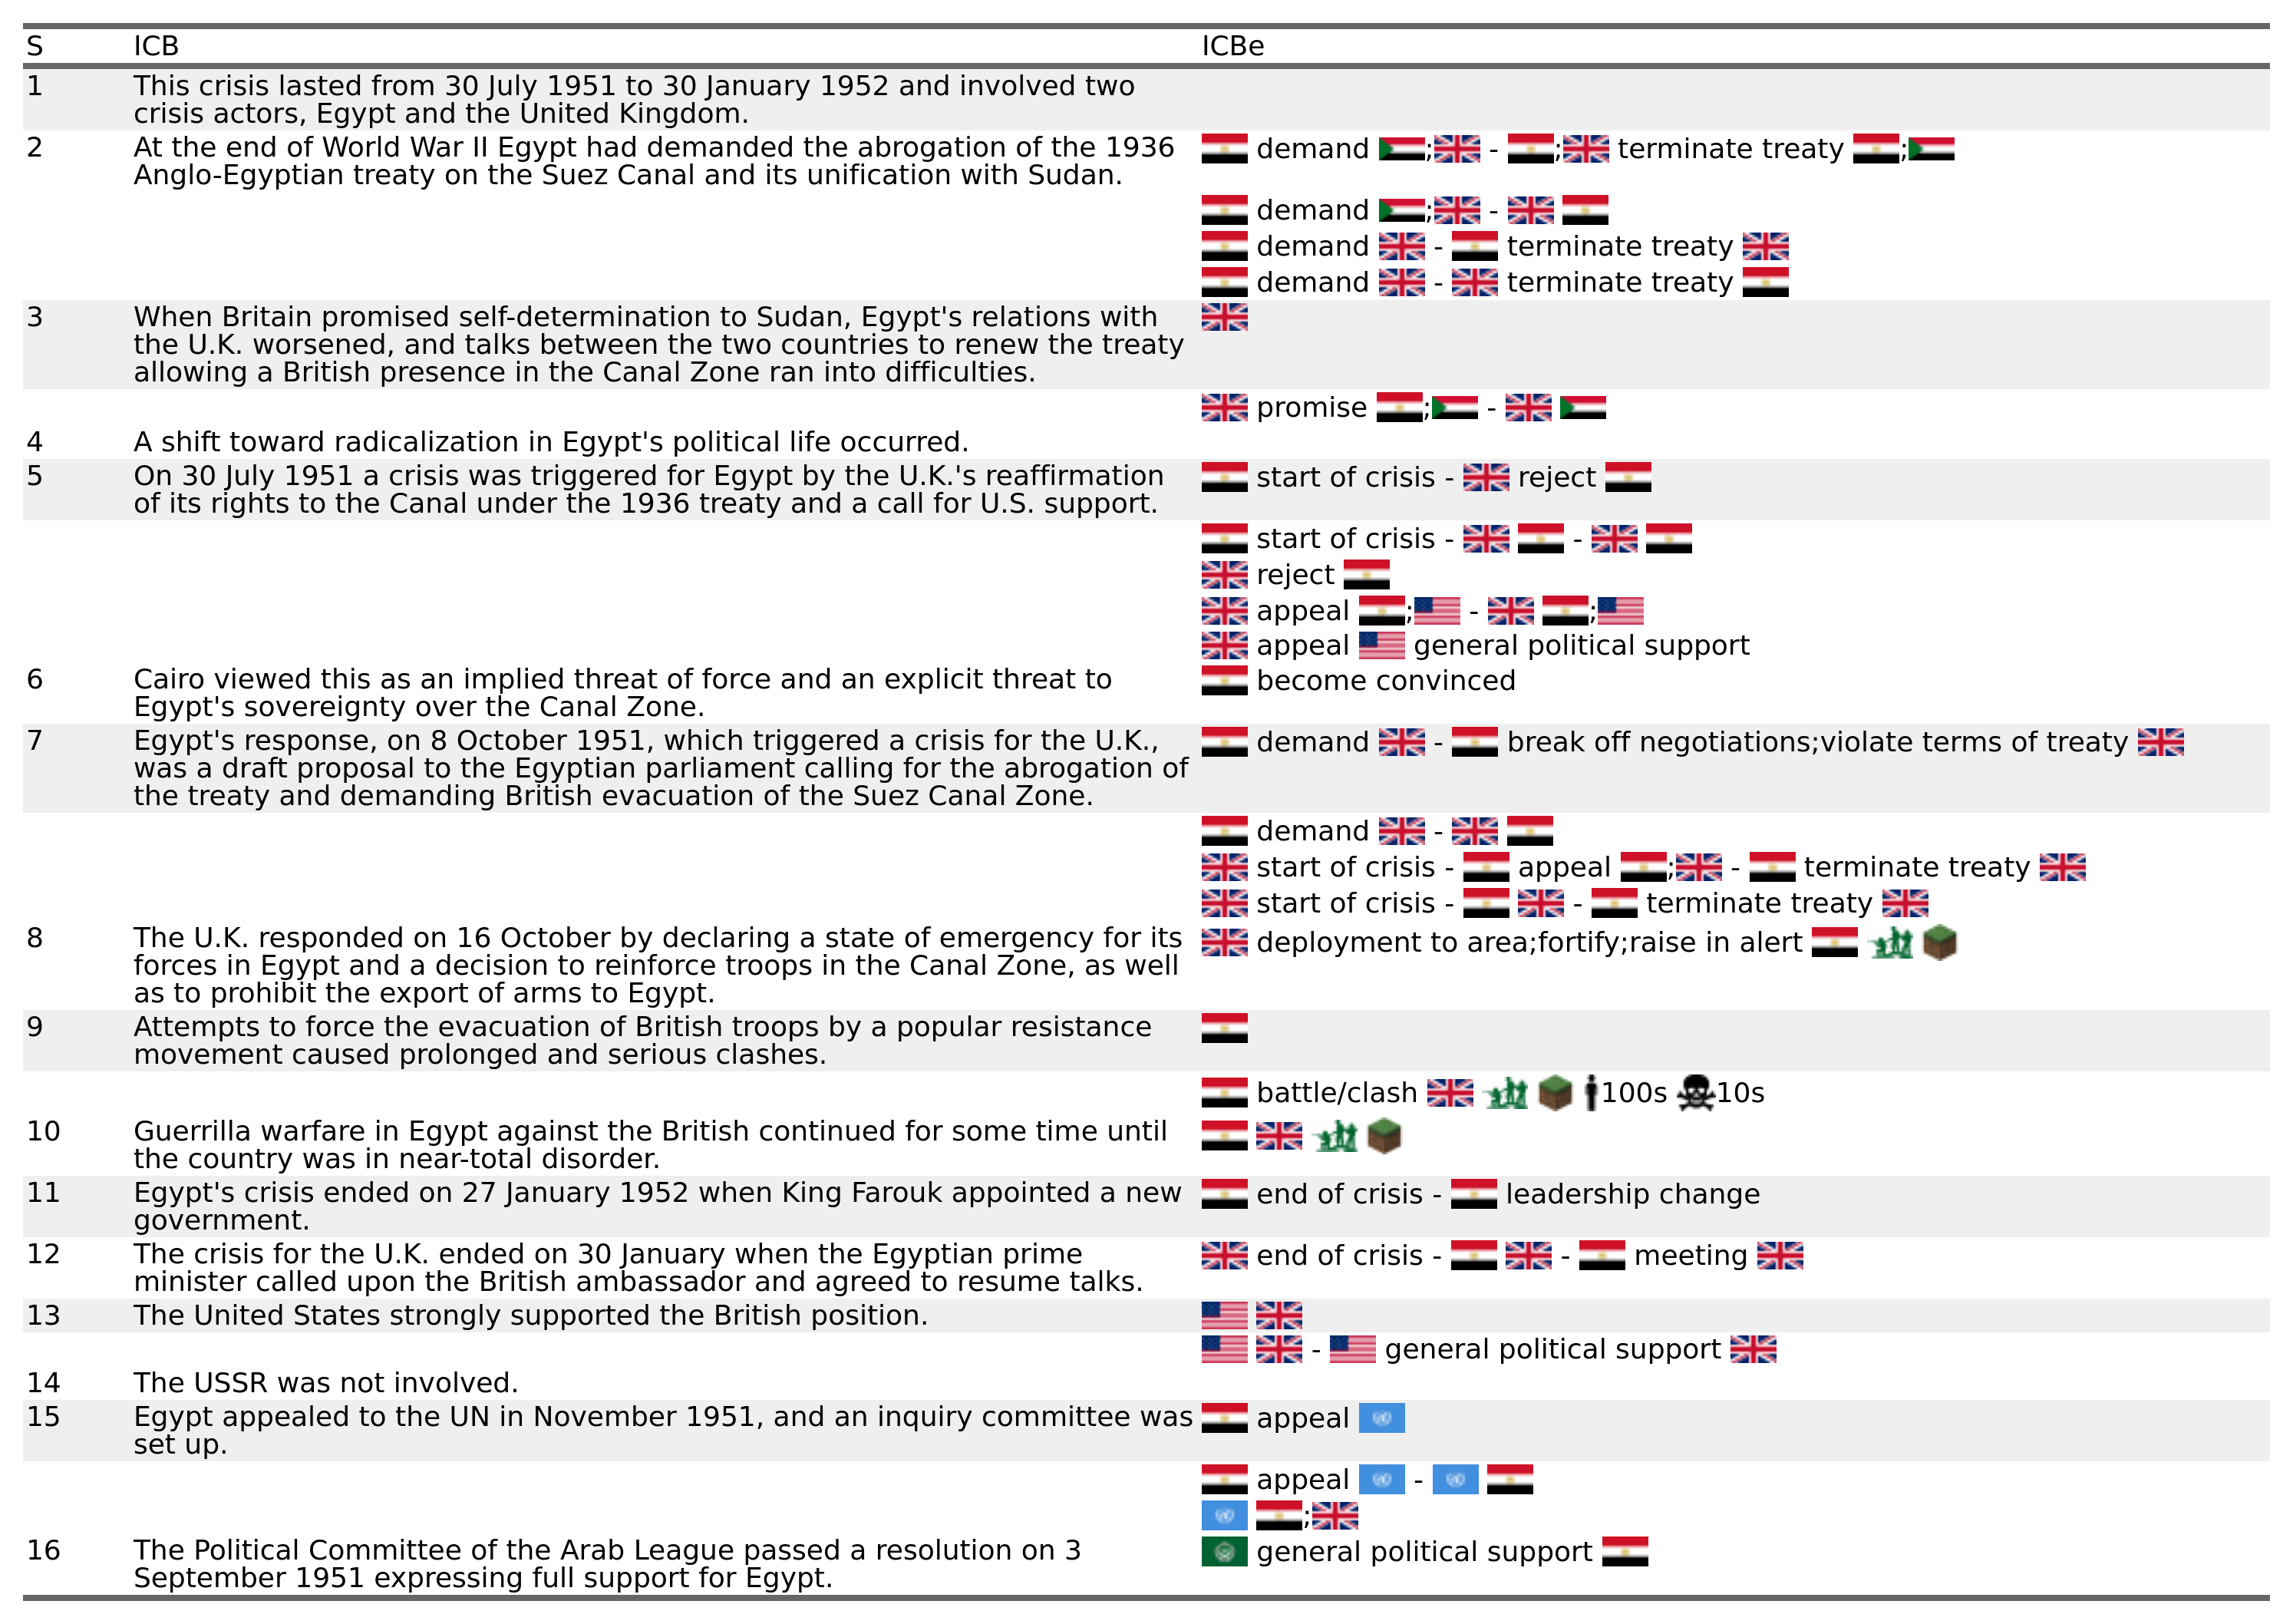 S ICB ICBe
1 This crisis lasted from 30 July 1951 to 30 January 1952 and involved two
crisis actors, Egypt and the United Kingdom.
2 At the end of World War II Egypt had demanded the abrogation of the 1936 demand ; - ; terminate treaty ;
Anglo-Egyptian treaty on the Suez Canal and its unification with Sudan.
demand ; -
demand - terminate treaty
demand - terminate treaty
3 When Britain promised self-determination to Sudan, Egypt's relations with
the U.K. worsened, and talks between the two countries to renew the treaty
allowing a British presence in the Canal Zone ran into difficulties.
promise ; -
4 A shift toward radicalization in Egypt's political life occurred.
5 On 30 July 1951 a crisis was triggered for Egypt by the U.K.'s reaffirmation start of crisis - reject
of its rights to the Canal under the 1936 treaty and a call for U.S. support.
start of crisis - -
reject
appeal ; - ;
appeal general political support
6 Cairo viewed this as an implied threat of force and an explicit threat to become convinced
Egypt's sovereignty over the Canal Zone.
7 Egypt's response, on 8 October 1951, which triggered a crisis for the U.K., demand - break off negotiations;violate terms of treaty
was a draft proposal to the Egyptian parliament calling for the abrogation of
the treaty and demanding British evacuation of the Suez Canal Zone.
demand -
start of crisis - appeal ; - terminate treaty
start of crisis - - terminate treaty
8 The U.K. responded on 16 October by declaring a state of emergency for its deployment to area;fortify;raise in alert
forces in Egypt and a decision to reinforce troops in the Canal Zone, as well
as to prohibit the export of arms to Egypt.
9 Attempts to force the evacuation of British troops by a popular resistance
movement caused prolonged and serious clashes.
battle/clash 100s 10s
10 Guerrilla warfare in Egypt against the British continued for some time until
the country was in near-total disorder.
11 Egypt's crisis ended on 27 January 1952 when King Farouk appointed a new end of crisis - leadership change
government.
12 The crisis for the U.K. ended on 30 January when the Egyptian prime end of crisis - - meeting
minister called upon the British ambassador and agreed to resume talks.
13 The United States strongly supported the British position.
- general political support
14 The USSR was not involved.
15 Egypt appealed to the UN in November 1951, and an inquiry committee was appeal
set up.
appeal -
;
16 The Political Committee of the Arab League passed a resolution on 3 general political support
September 1951 expressing full support for Egypt.